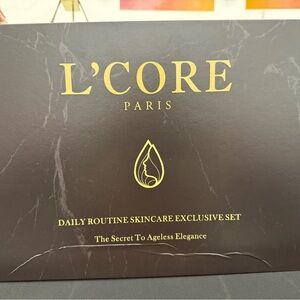 L'CORE
PARIS
DAILY ROUTINE SKINCARE EXCLUSIVE SET
The Secret To Ageless Elegance